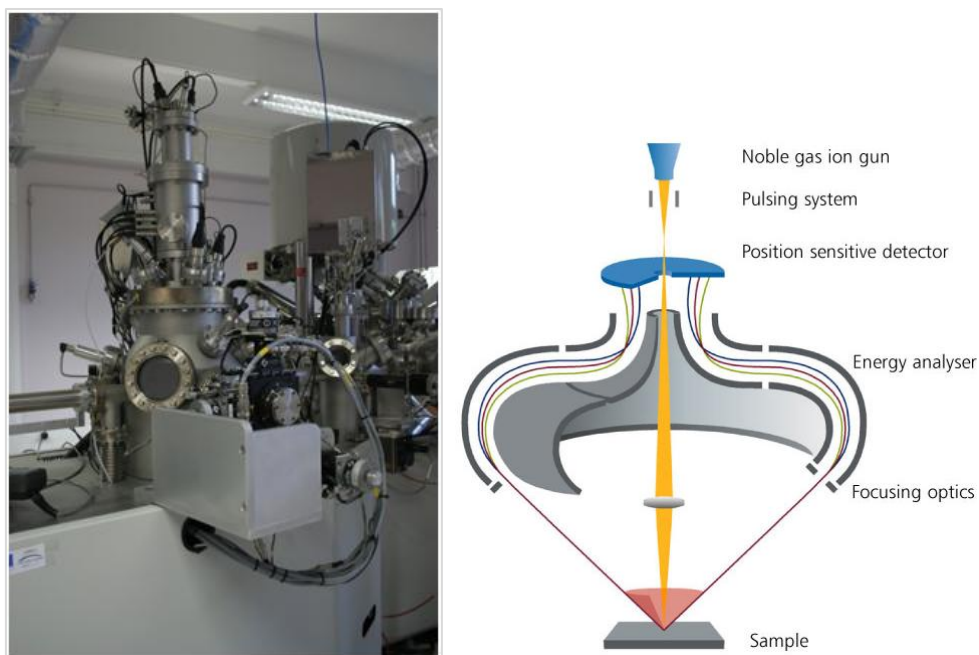 Noble gas ion gun
Pulsing system
Position sensitive detector
Energy analyser
Focusing optics
Sample